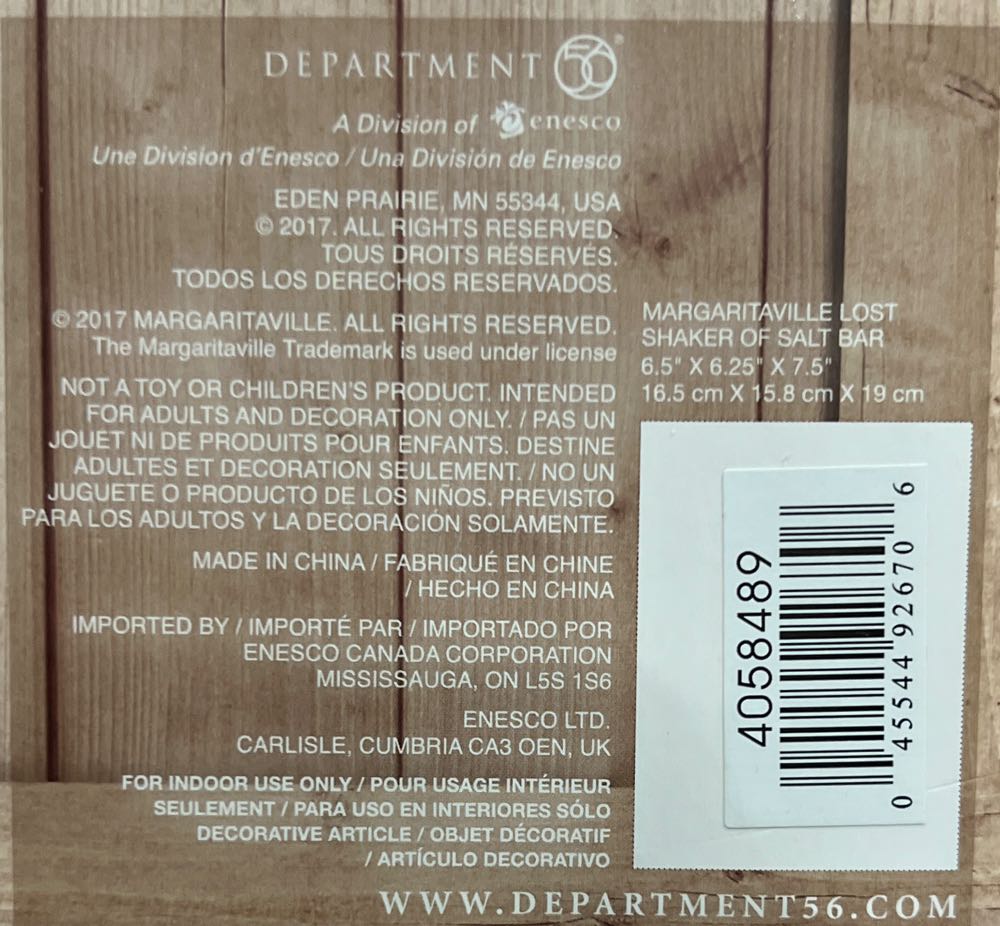 DEPARTMENT 56®
A Division of enesco
Une Division d'Enesco / Una División de Enesco
EDEN PRAIRIE, MN 55344, USA
© 2017. ALL RIGHTS RESERVED.
TOUS DROITS RÉSERVÉS.
TODOS LOS DERECHOS RESERVADOS.
© 2017 MARGARITAVILLE. ALL RIGHTS RESERVED.
The Margaritaville Trademark is used under license
NOT A TOY OR CHILDREN'S PRODUCT. INTENDED
FOR ADULTS AND DECORATION ONLY. / PAS UN
JOUET NI DE PRODUITS POUR ENFANTS. DESTINE
ADULTES ET DECORATION SEULEMENT. / NO UN
JUGUETE O PRODUCTO DE LOS NIÑOS. PREVISTO
PARA LOS ADULTOS Y LA DECORACIÓN SOLAMENTE.
MADE IN CHINA / FABRIQUÉ EN CHINE
/ HECHO EN CHINA
IMPORTED BY / IMPORTÉ PAR / IMPORTADO POR
ENESCO CANADA CORPORATION
MISSISSAUGA, ON L5S 1S6
ENESCO LTD.
CARLISLE, CUMBRIA CA3 OEN, UK
FOR INDOOR USE ONLY / POUR USAGE INTÉRIEUR
SEULEMENT / PARA USO EN INTERIORES SÓLO
DECORATIVE ARTICLE / OBJET DÉCORATIF
/ ARTÍCULO DECORATIVO
MARGARITAVILLE LOST
SHAKER OF SALT BAR
6.5" X 6.25" X 7.5"
16.5 cm X 15.8 cm X 19 cm
4058489
0 45544 92670 6
WWW.DEPARTMENT56.COM